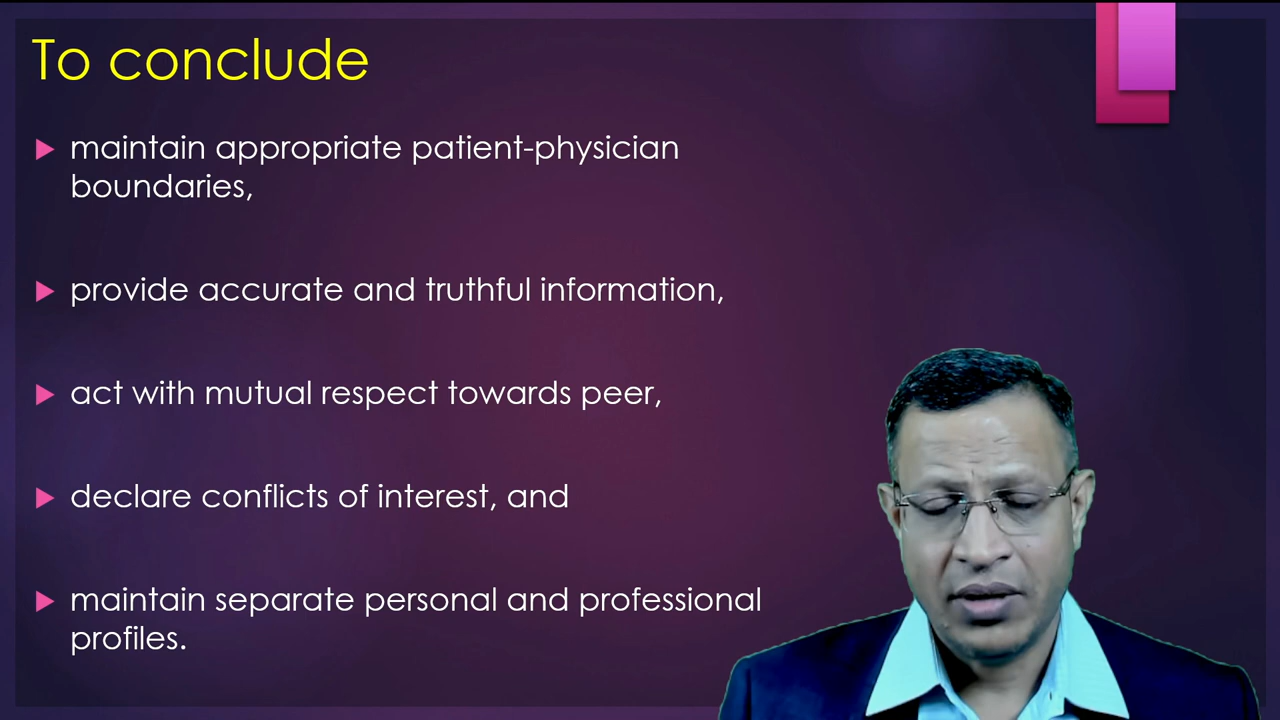 To conclude
maintain appropriate patient-physician
boundaries,
provide accurate and truthful information,
act with mutual respect towards peer,
declare conflicts of interest, and
maintain separate personal and professional
profiles.